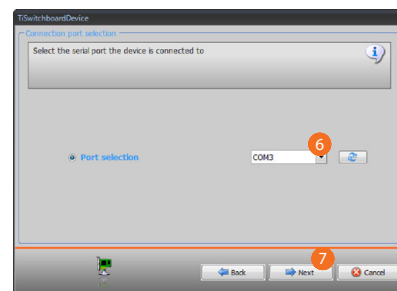 TiSwitchboardDevice
Connection port selection
Select the serial port the device is connected to
6
Port selection
COM3
7
Back
Next
Cancel